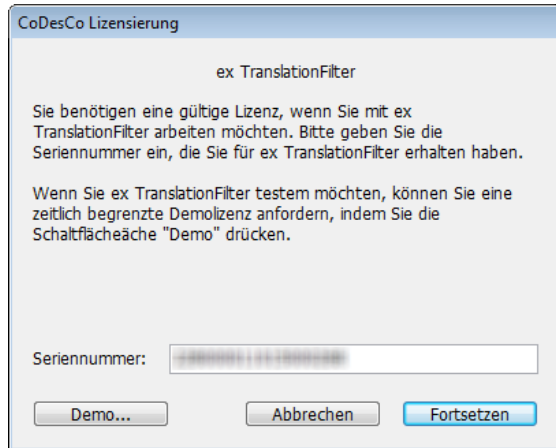 CoDesCo Lizensierung
ex TranslationFilter
Sie benötigen eine gültige Lizenz, wenn Sie mit ex
TranslationFilter arbeiten möchten. Bitte geben Sie die
Seriennummer ein, die Sie für ex TranslationFilter erhalten haben.
Wenn Sie ex TranslationFilter testem möchten, können Sie eine
zeitlich begrenzte Demolizenz anfordern, indem Sie die
Schaltflächeäche "Demo" drücken.
Seriennummer:
Demo...
Abbrechen
Fortsetzen